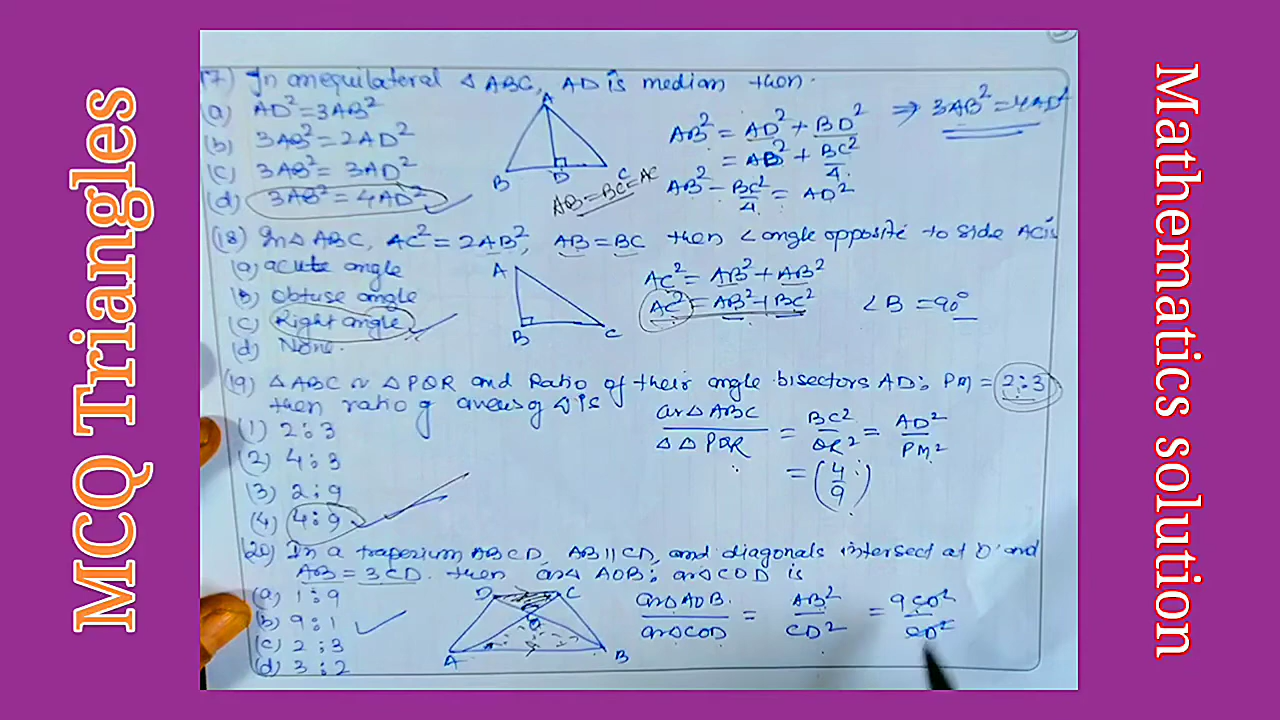 MCQ Triangles
17) In an equilateral △ ABC, AD is median then.
(a) AD² = 3AB²
(b) 3AB² = 2AD²
(c) 3AB² = 3AD²
(d) 3AB² = 4AD²
A
B D C
AB = BC = AC
AB² = AD² + BD²
= AB² + BC²/4
AB² - BC²/4 = AD²
⇒ 3AB² = 4AD²
(18) In △ ABC, AC² = 2AB², AB = BC then ∠ angle opposite to side AC is
(a) acute angle
(b) Obtuse angle
(c) Right angle
(d) None.
A
B C
AC² = AB² + AB²
AC² = AB² + BC²
∠B = 90°
(19) △ ABC ~ △ PQR and Ratio of their angle bisectors AD : PM = 2:3
then ratio of areas of △ is
(1) 2:3
(2) 4:3
(3) 2:9
(4) 4:9
ar△ ABC / △△ PQR = BC²/QR² = AD²/PM²
= (4/9)
(20) In a trapezium ABCD, AB || CD, and diagonals intersect at 'O' and
AB = 3CD. then ar△ AOB : ar△ COD is
(a) 1:9
(b) 9:1
(c) 2:3
(d) 3:2
D C
O
A B
ar△AOB / ar△COD = AB²/CD² = 9CD²/CD²
Mathematics solution